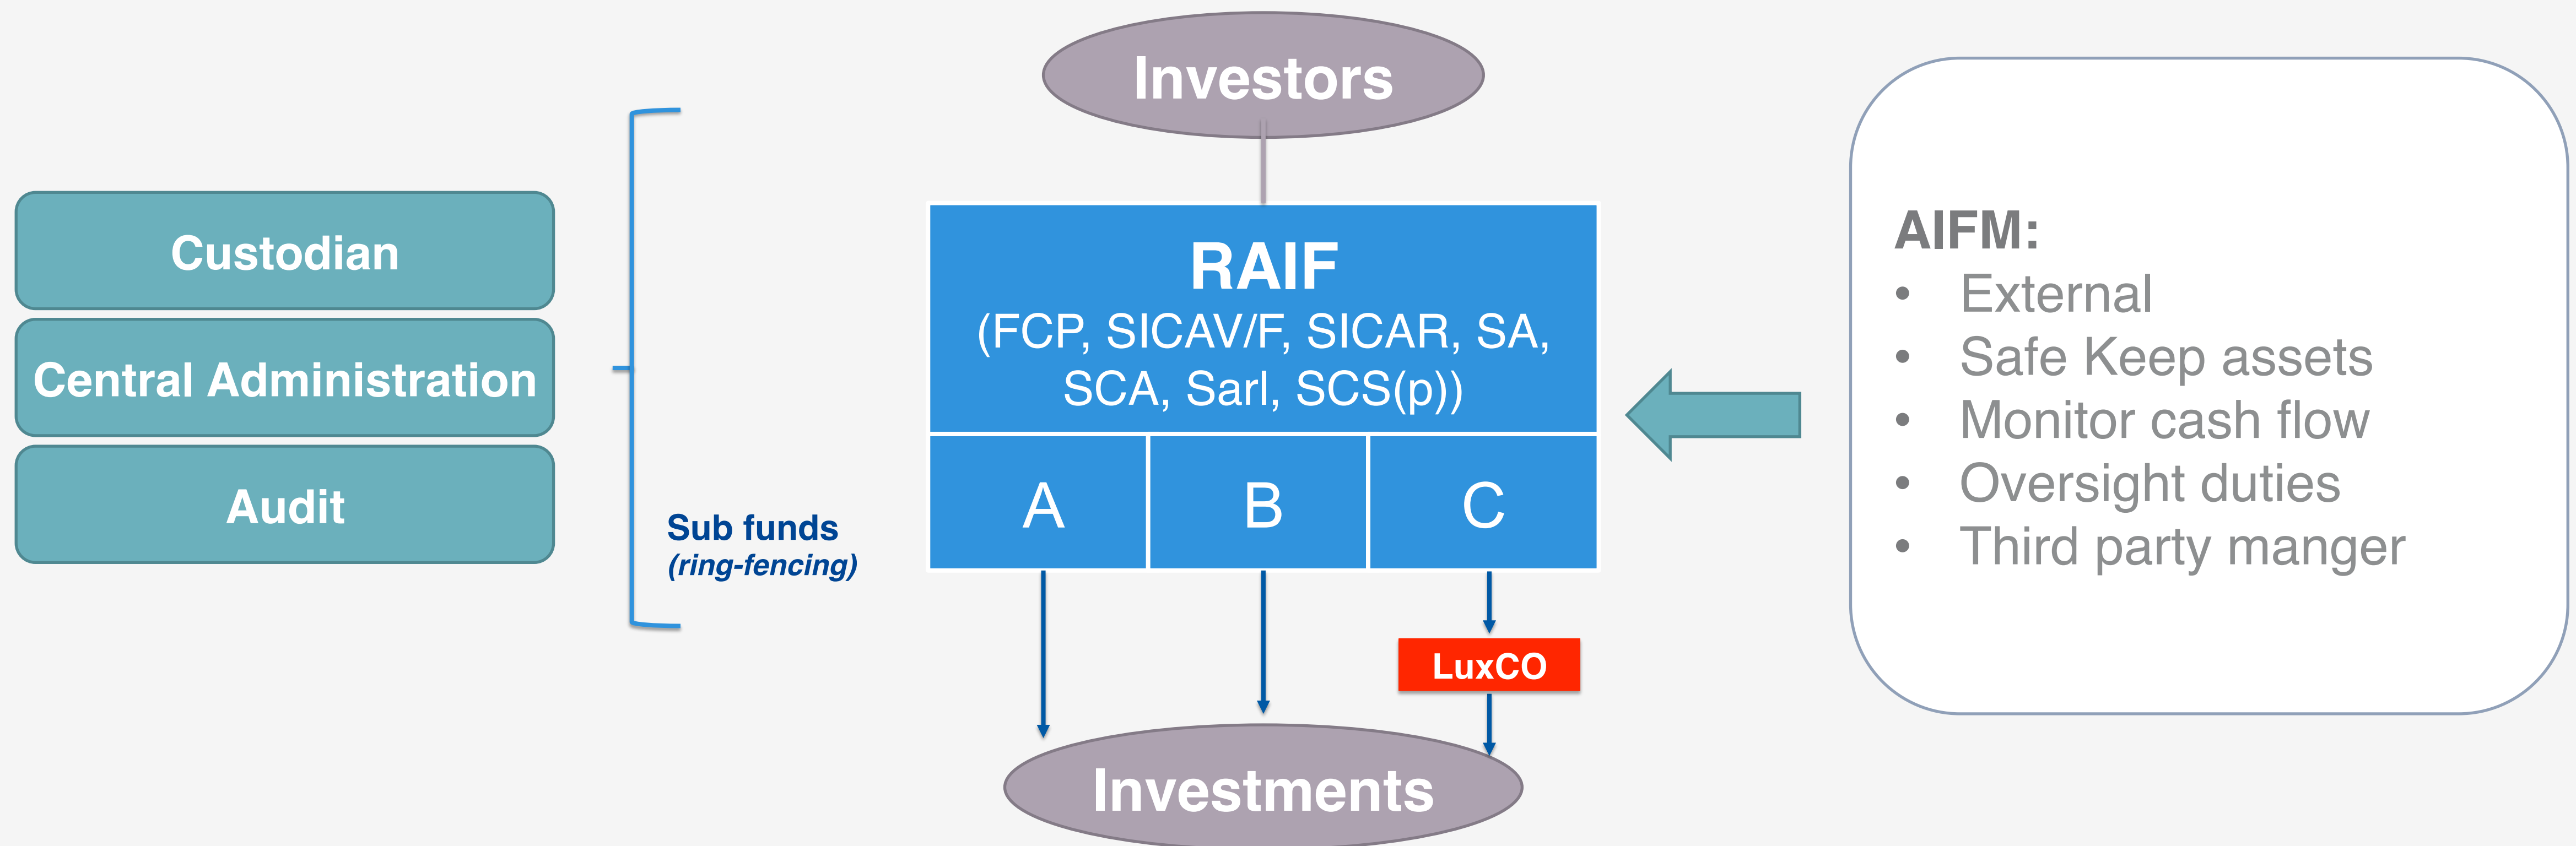 Investors
Custodian
Central Administration
Audit
Sub funds
(ring-fencing)
RAIF
(FCP, SICAV/F, SICAR, SA,
SCA, Sarl, SCS(p))
A
B
C
LuxCO
Investments
AIFM:
• External
• Safe Keep assets
• Monitor cash flow
• Oversight duties
• Third party manger